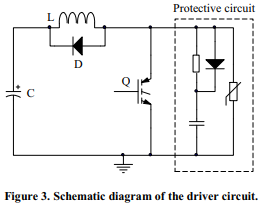 Protective circuit
L
D
Q
C
+
Figure 3. Schematic diagram of the driver circuit.